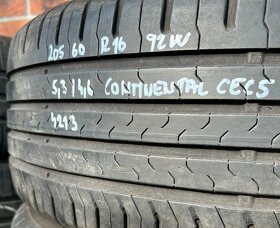 205 60 R16 92W
5,3/4,6 CONTINENTAL CEC5
4213